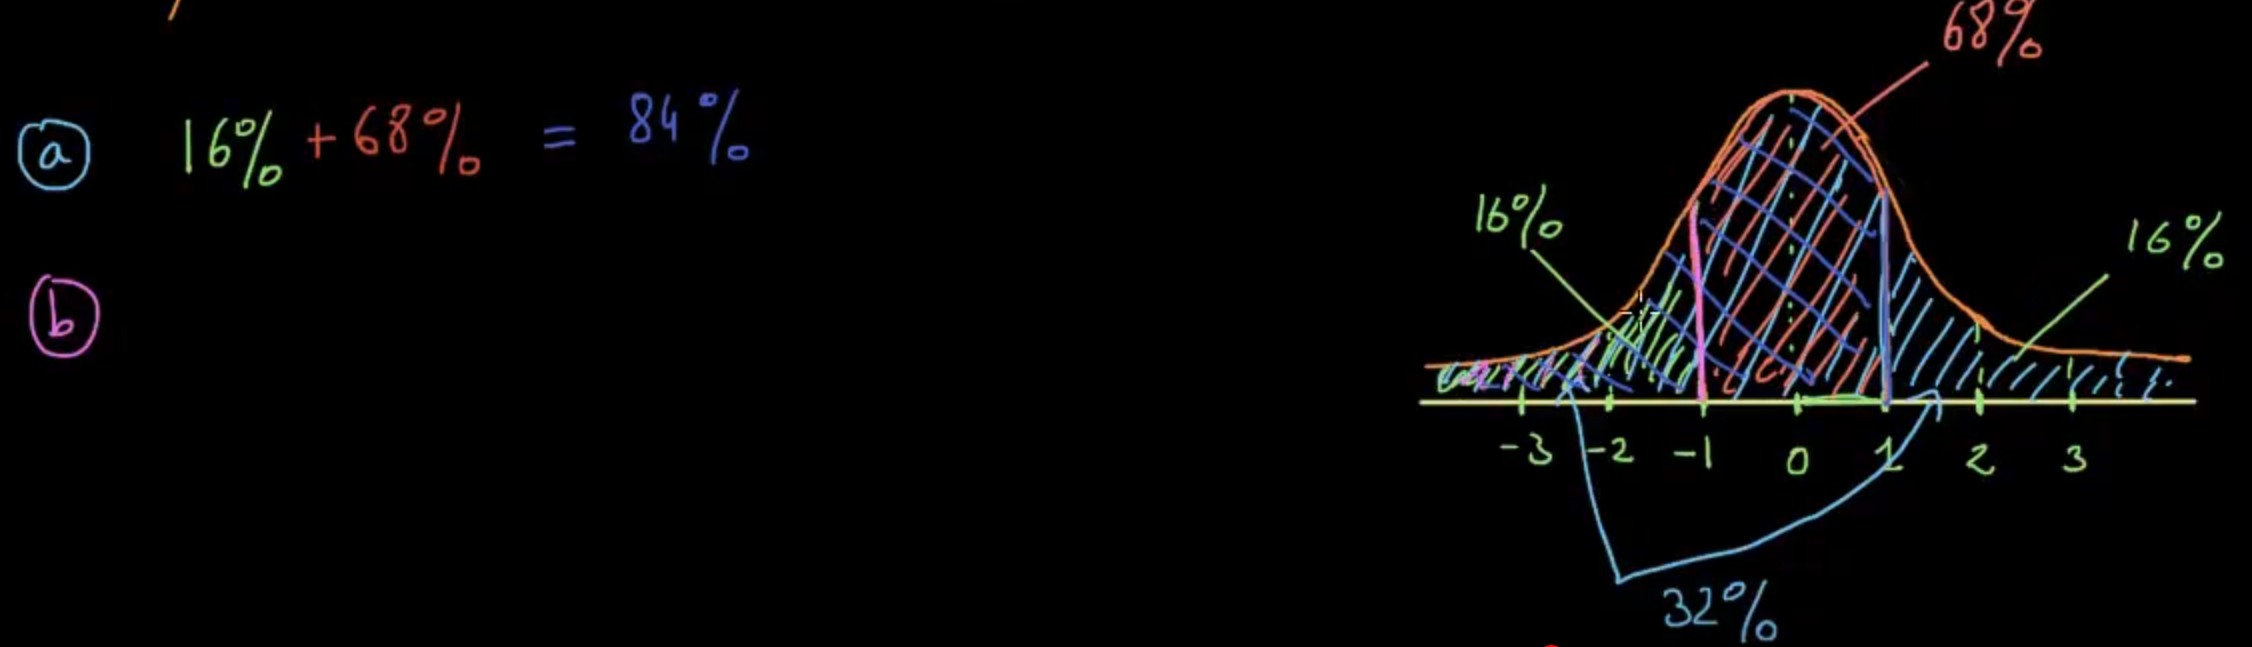 68%
ⓐ 16% + 68% = 84%
16%
16%
ⓑ
-3 -2 -1 0 1 2 3
32%